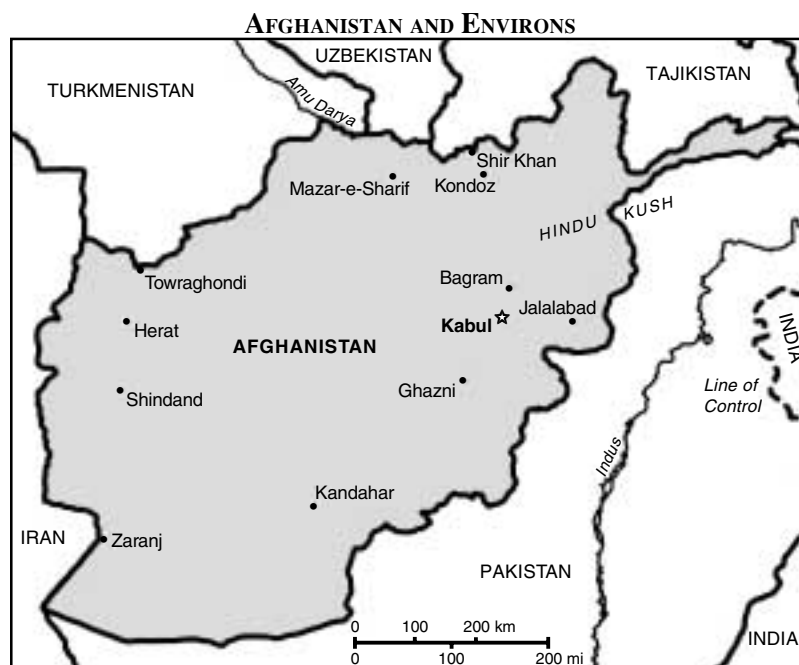 AFGHANISTAN AND ENVIRONS
UZBEKISTAN
TURKMENISTAN
TAJIKISTAN
Amu Darya
Shir Khan
Mazar-e-Sharif
Kondoz
HINDU KUSH
Towraghondi
Bagram
Jalalabad
Herat
Kabul
INDIA
AFGHANISTAN
Ghazni
Line of
Control
Shindand
Indus
Kandahar
IRAN
Zaranj
PAKISTAN
0 100 200 km
0 100 200 mi
INDIA